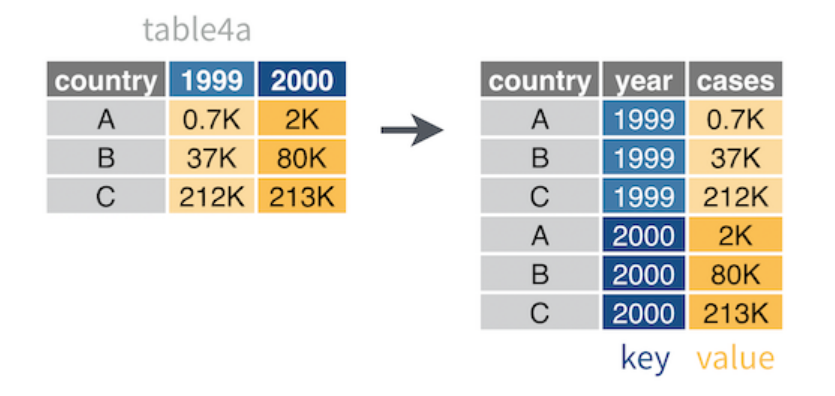 table4a
country 1999 2000
A 0.7K 2K
B 37K 80K
C 212K 213K
country year cases
A 1999 0.7K
B 1999 37K
C 1999 212K
A 2000 2K
B 2000 80K
C 2000 213K
key value